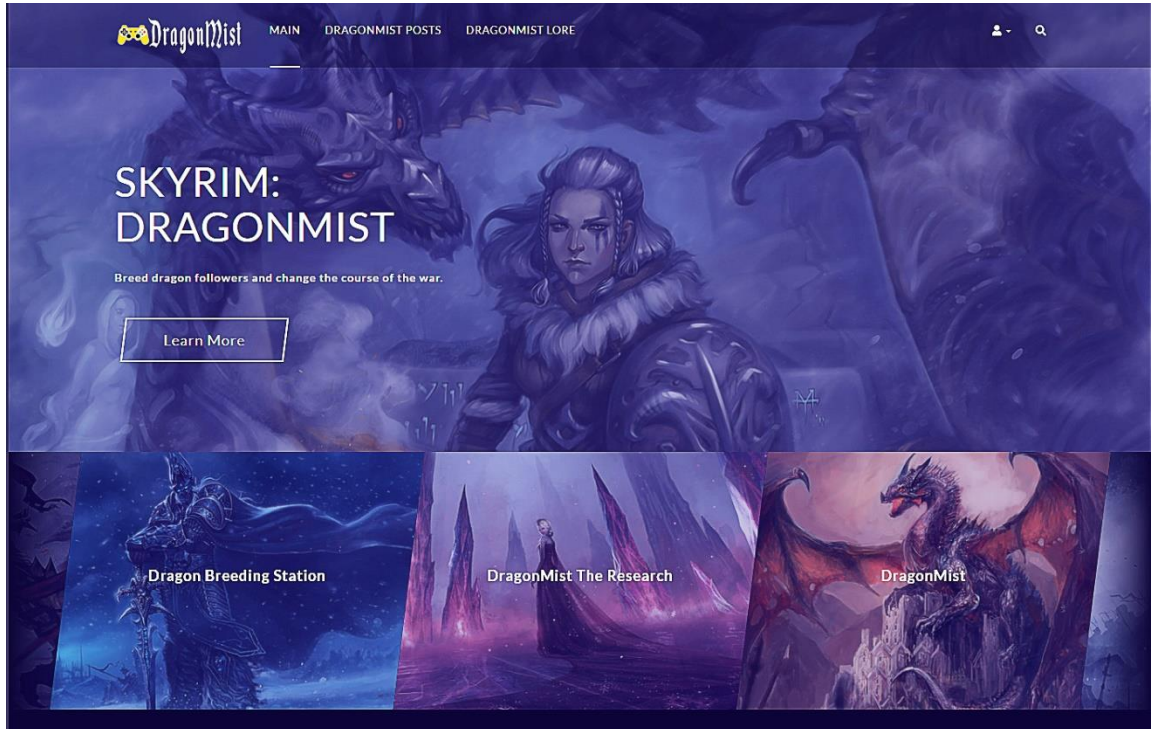 DragonMist
MAIN
DRAGONMIST POSTS
DRAGONMIST LORE
SKYRIM:
DRAGONMIST
Breed dragon followers and change the course of the war.
Learn More
Dragon Breeding Station
DragonMist The Research
DragonMist